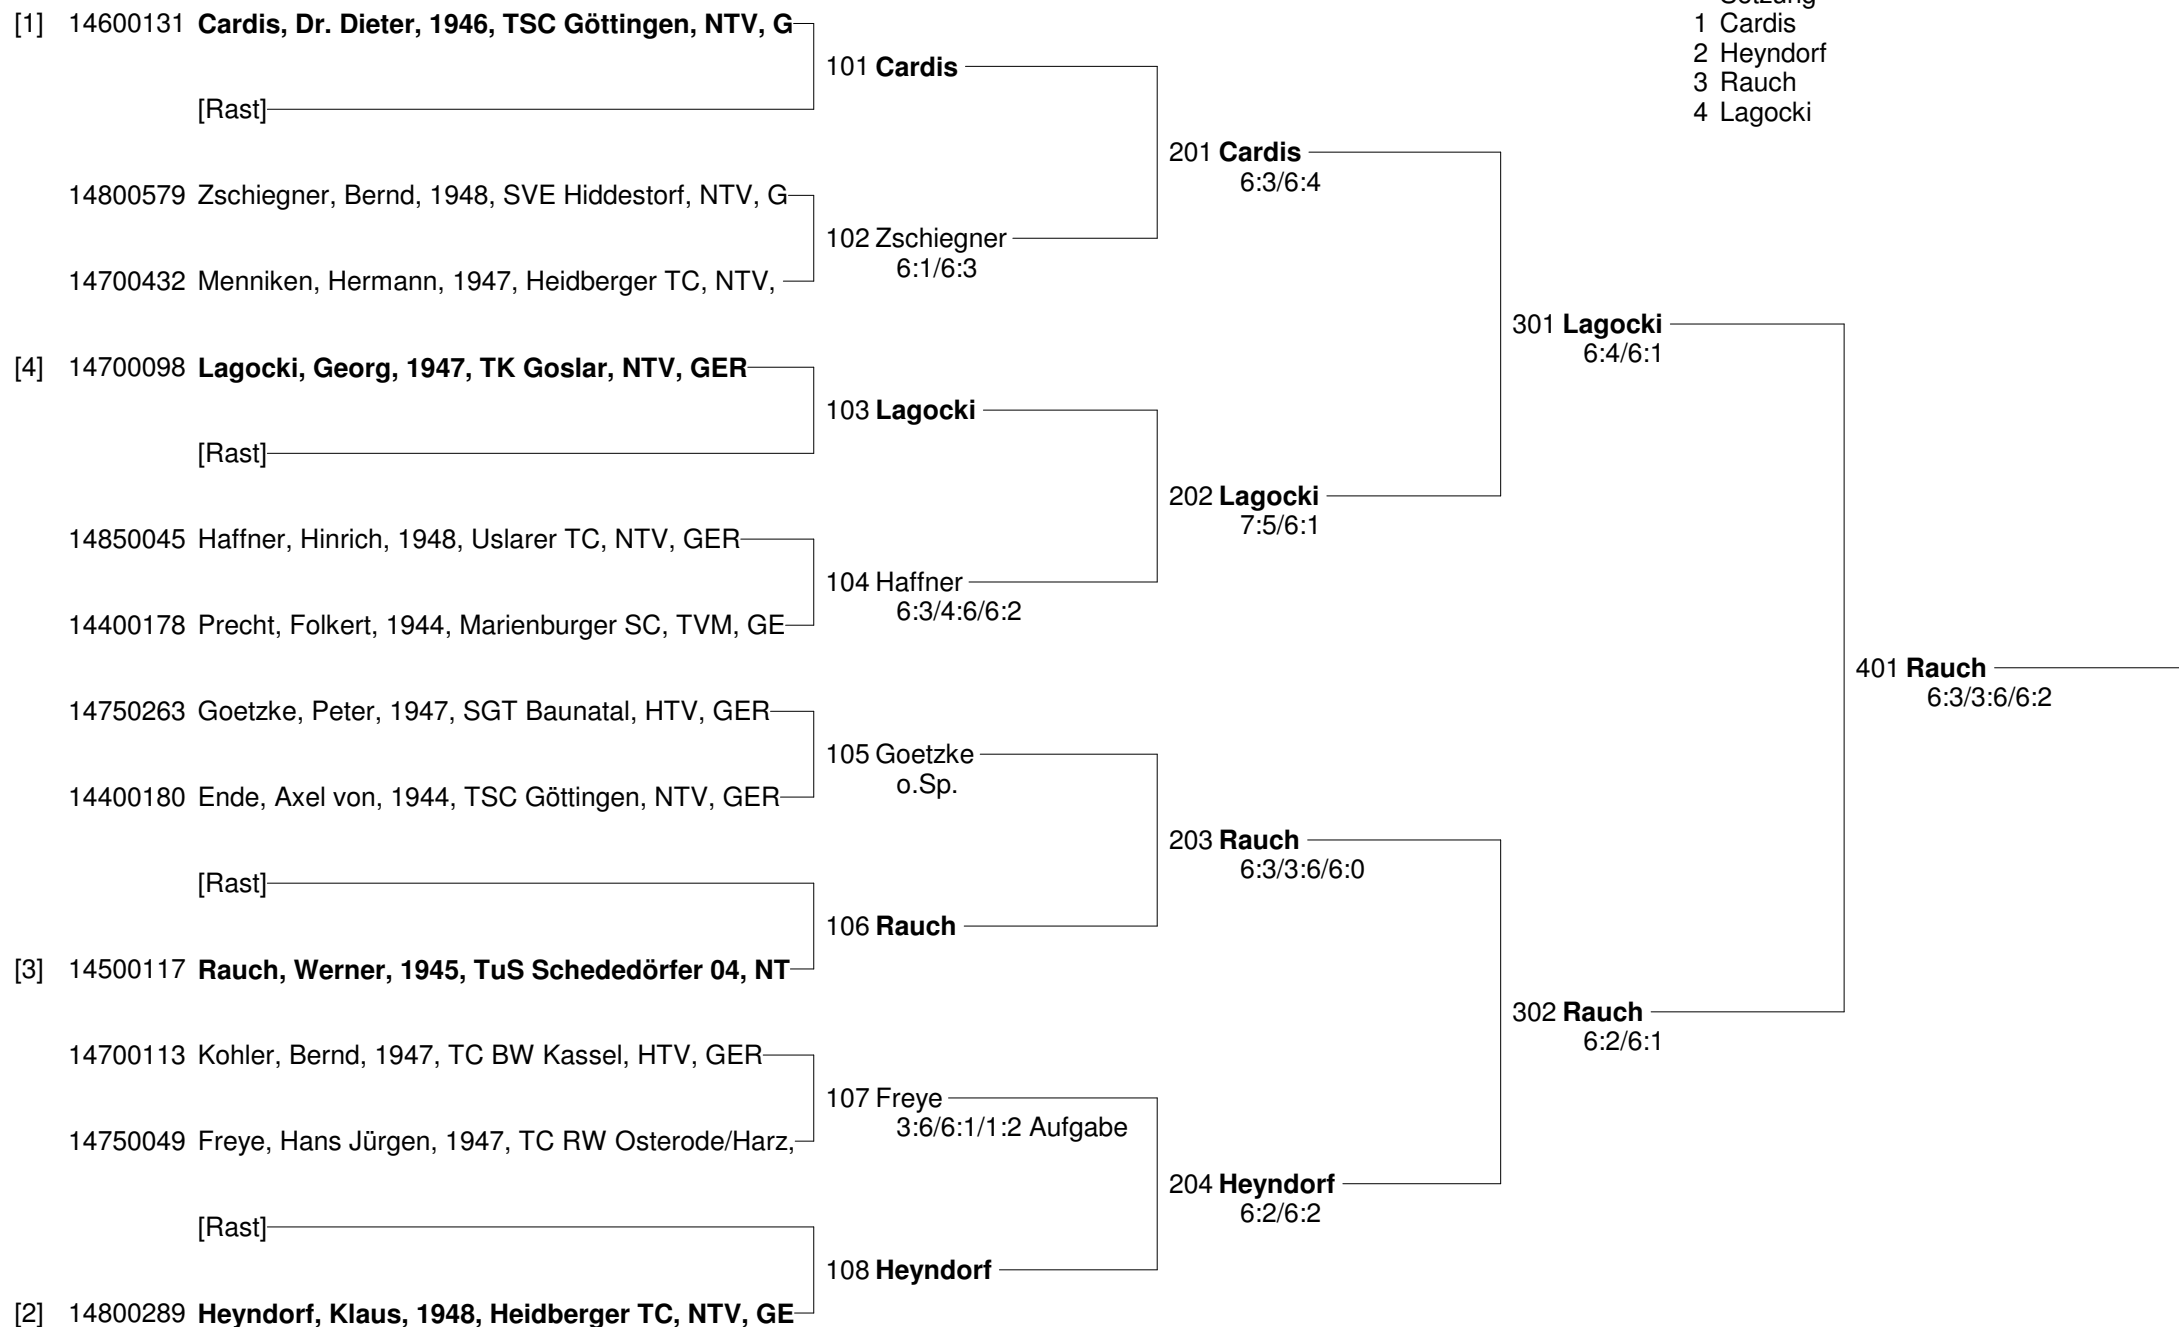 Setzung
1 Cardis
2 Heyndorf
3 Rauch
4 Lagocki
[1] 14600131 Cardis, Dr. Dieter, 1946, TSC Göttingen, NTV, G
[Rast]
14800579 Zschiegner, Bernd, 1948, SVE Hiddestorf, NTV, G
14700432 Menniken, Hermann, 1947, Heidberger TC, NTV,
[4] 14700098 Lagocki, Georg, 1947, TK Goslar, NTV, GER
[Rast]
14850045 Haffner, Hinrich, 1948, Uslarer TC, NTV, GER
14400178 Precht, Folkert, 1944, Marienburger SC, TVM, GE
14750263 Goetzke, Peter, 1947, SGT Baunatal, HTV, GER
14400180 Ende, Axel von, 1944, TSC Göttingen, NTV, GER
[Rast]
[3] 14500117 Rauch, Werner, 1945, TuS Schededörfer 04, NT
14700113 Kohler, Bernd, 1947, TC BW Kassel, HTV, GER
14750049 Freye, Hans Jürgen, 1947, TC RW Osterode/Harz,
[Rast]
[2] 14800289 Heyndorf, Klaus, 1948, Heidberger TC, NTV, GE
101 Cardis
102 Zschiegner
6:1/6:3
103 Lagocki
104 Haffner
6:3/4:6/6:2
105 Goetzke
o.Sp.
106 Rauch
107 Freye
3:6/6:1/1:2 Aufgabe
108 Heyndorf
201 Cardis
6:3/6:4
202 Lagocki
7:5/6:1
203 Rauch
6:3/3:6/6:0
204 Heyndorf
6:2/6:2
301 Lagocki
6:4/6:1
302 Rauch
6:2/6:1
401 Rauch
6:3/3:6/6:2